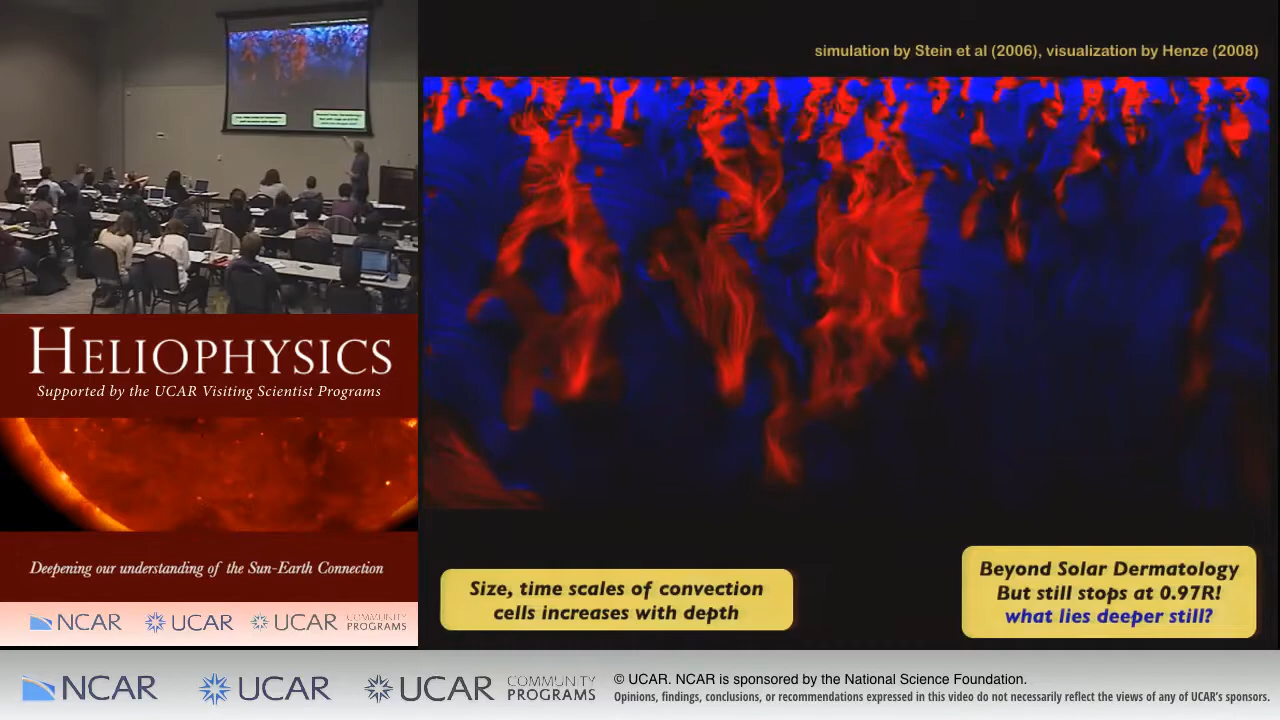 simulation by Stein et al (2006), visualization by Henze (2008)
HELIOPHYSICS
Supported by the UCAR Visiting Scientist Programs
Deepening our understanding of the Sun-Earth Connection
NCAR
UCAR
UCAR
COMMUNITY
PROGRAMS
Size, time scales of convection
cells increases with depth
Beyond Solar Dermatology
But still stops at 0.97R!
what lies deeper still?
NCAR
UCAR
UCAR
COMMUNITY
PROGRAMS
© UCAR. NCAR is sponsored by the National Science Foundation.
Opinions, findings, conclusions, or recommendations expressed in this video do not necessarily reflect the views of any of UCAR's sponsors.